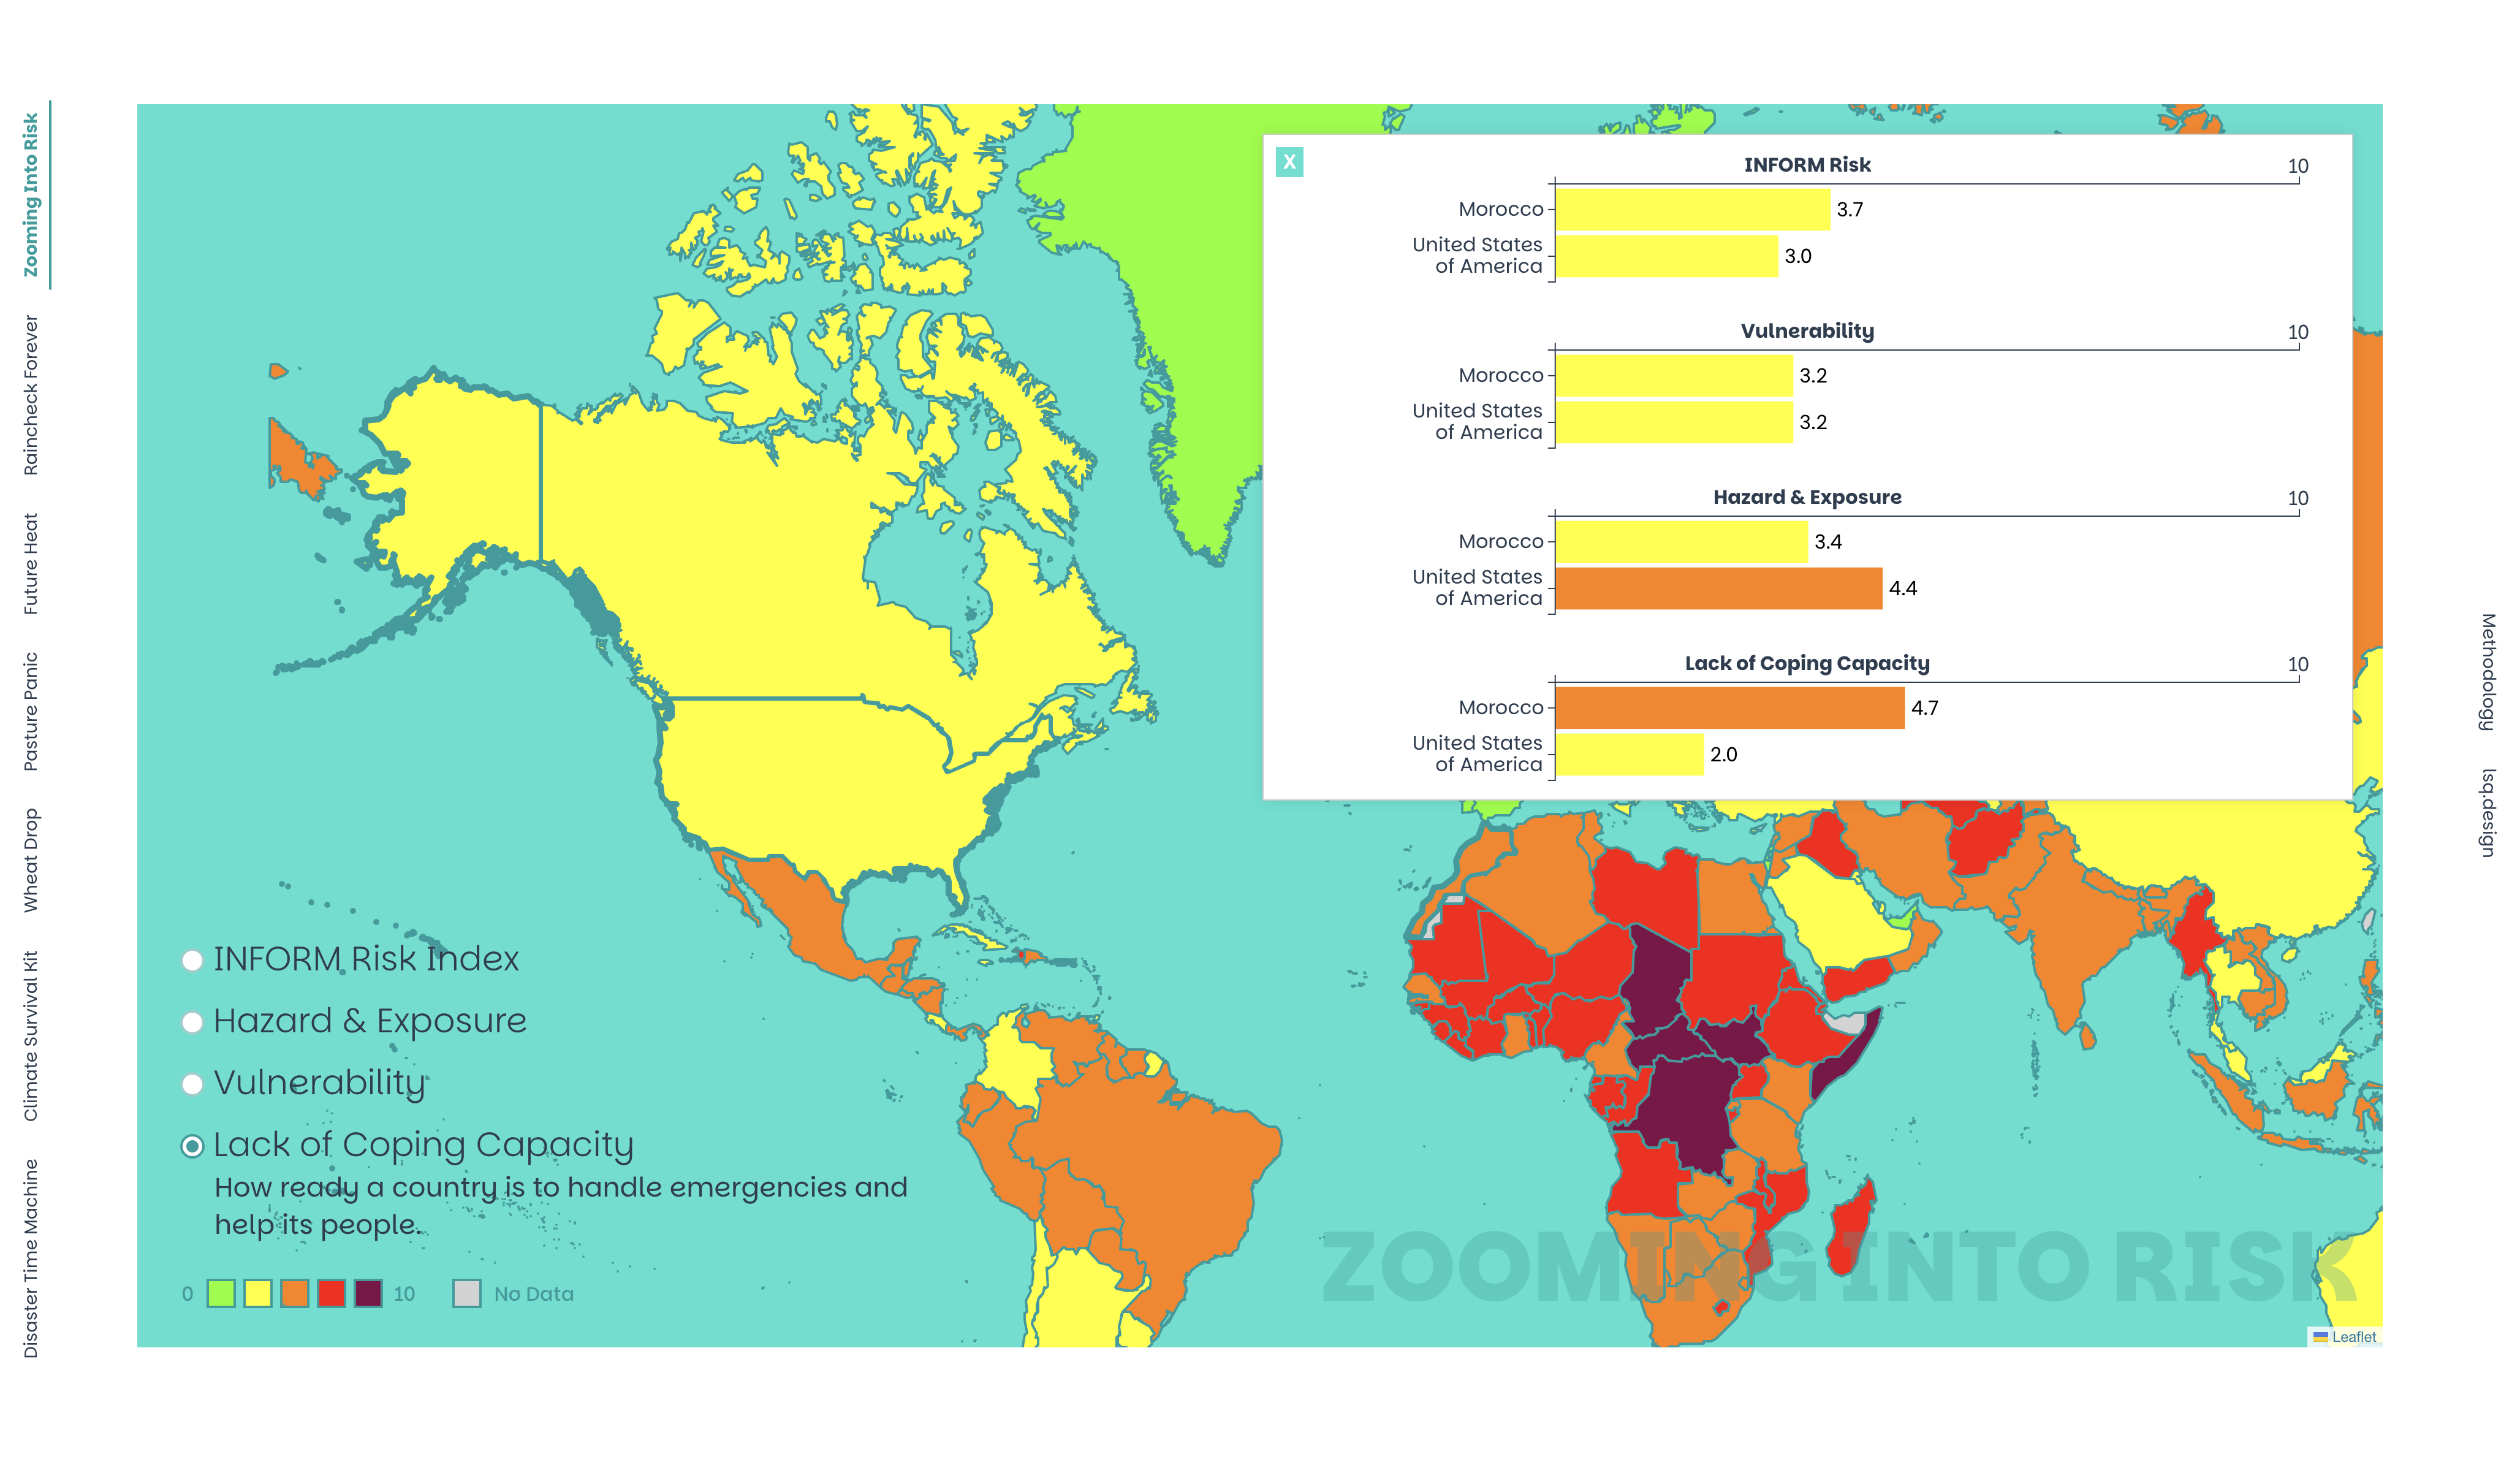 Zooming Into Risk
Raincheck Forever
Future Heat
Pasture Panic
Wheat Drop
Climate Survival Kit
Disaster Time Machine
X
INFORM Risk
10
Morocco
3.7
United States
of America
3.0
Vulnerability
10
Morocco
3.2
United States
of America
3.2
Hazard & Exposure
10
Morocco
3.4
United States
of America
4.4
Lack of Coping Capacity
10
Morocco
4.7
United States
of America
2.0
INFORM Risk Index
Hazard & Exposure
Vulnerability
Lack of Coping Capacity
How ready a country is to handle emergencies and
help its people.
0
10
No Data
ZOOMING INTO RISK
Leaflet
Methodology
lsq.design